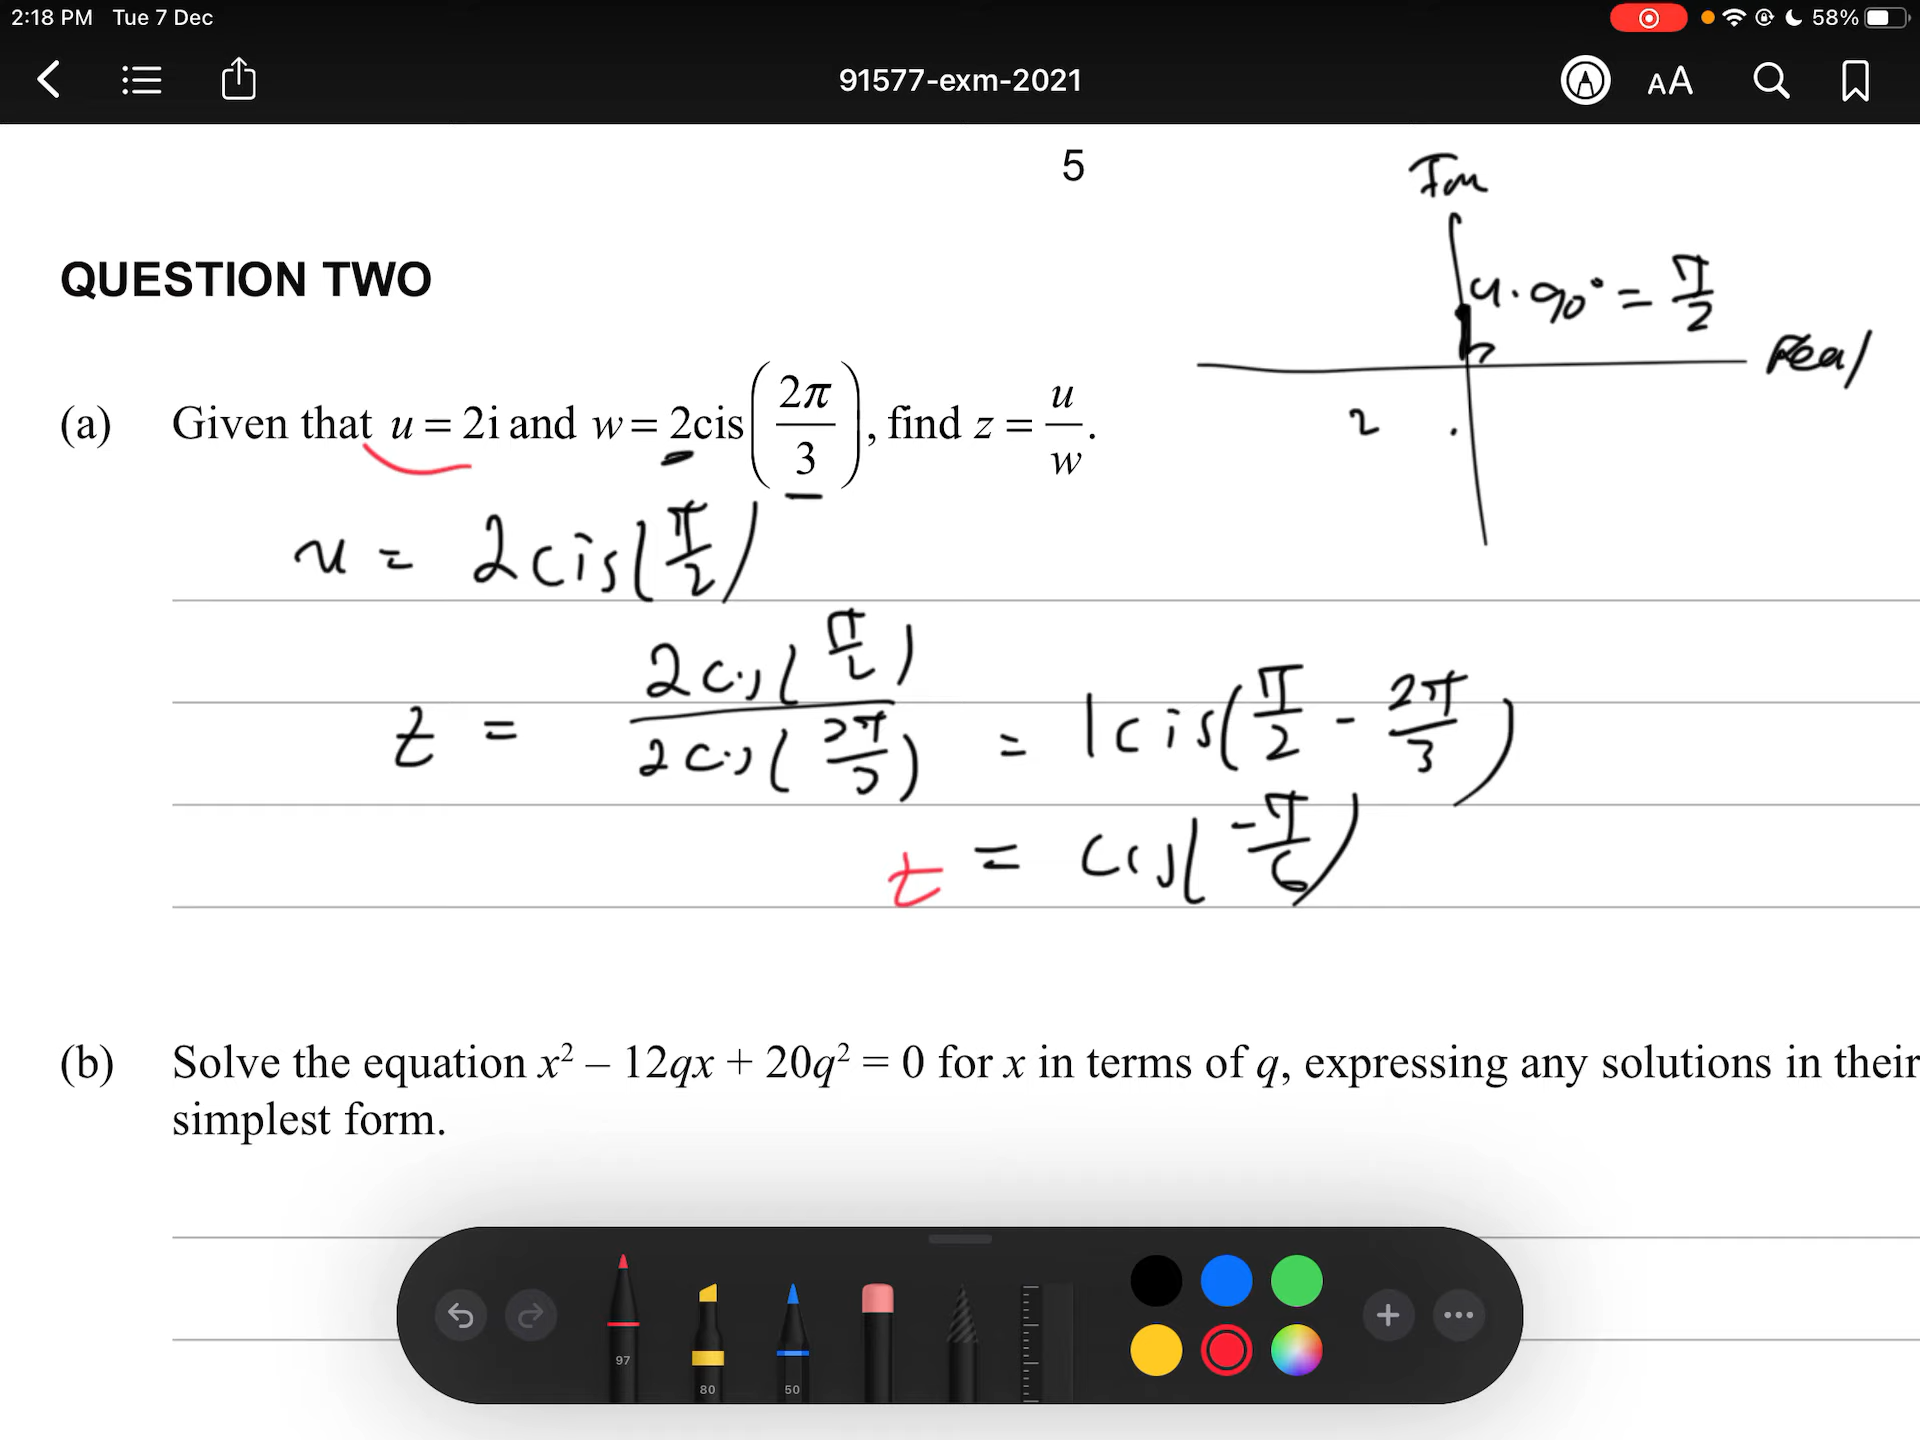 2:18 PM Tue 7 Dec 58%
91577-exm-2021
AA
5
Im
u. 90° = π/2
Real
2 .
QUESTION TWO
(a) Given that u = 2i and w = 2cis(2π/3), find z = u/w.
u = 2cis(π/2)
z = 2cis(π/2) / 2cis(2π/3) = 1cis(π/2 - 2π/3)
t = cis(-π/6)
(b) Solve the equation x² – 12qx + 20q² = 0 for x in terms of q, expressing any solutions in their
simplest form.
97 80 50